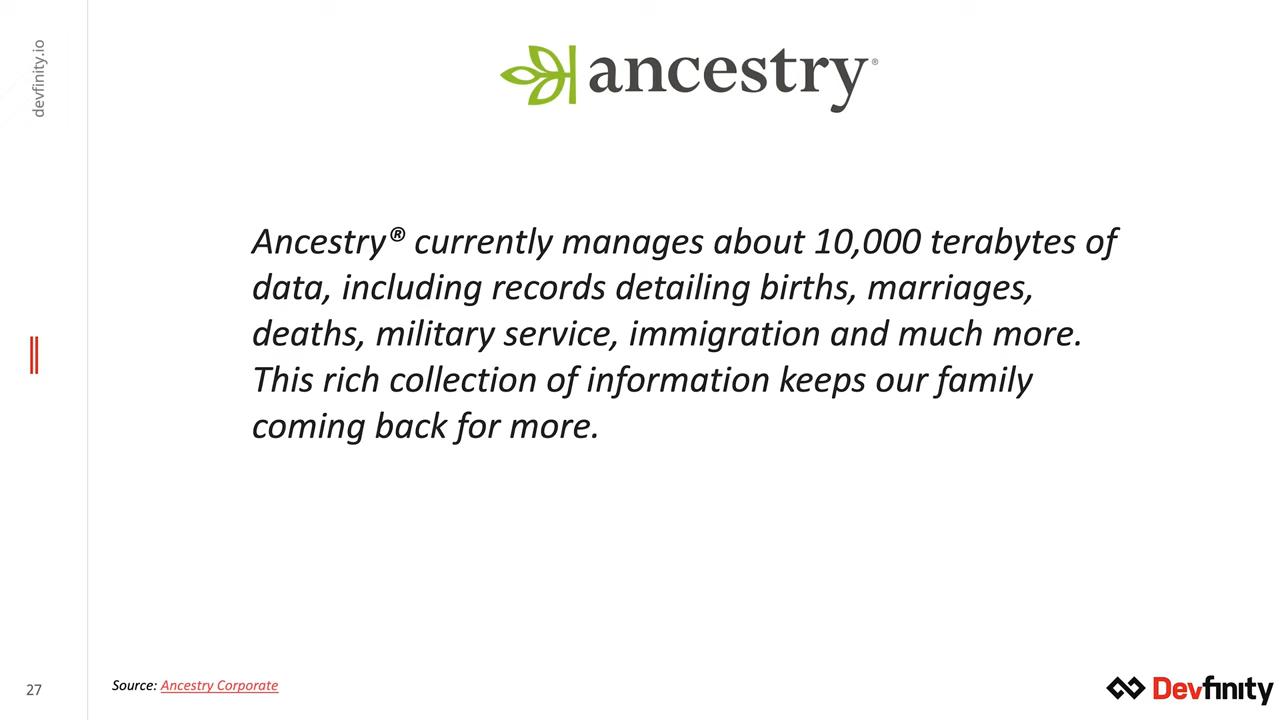 devfinity.io
ancestry®
Ancestry® currently manages about 10,000 terabytes of
data, including records detailing births, marriages,
deaths, military service, immigration and much more.
This rich collection of information keeps our family
coming back for more.
27
Source: Ancestry Corporate
Devfinity